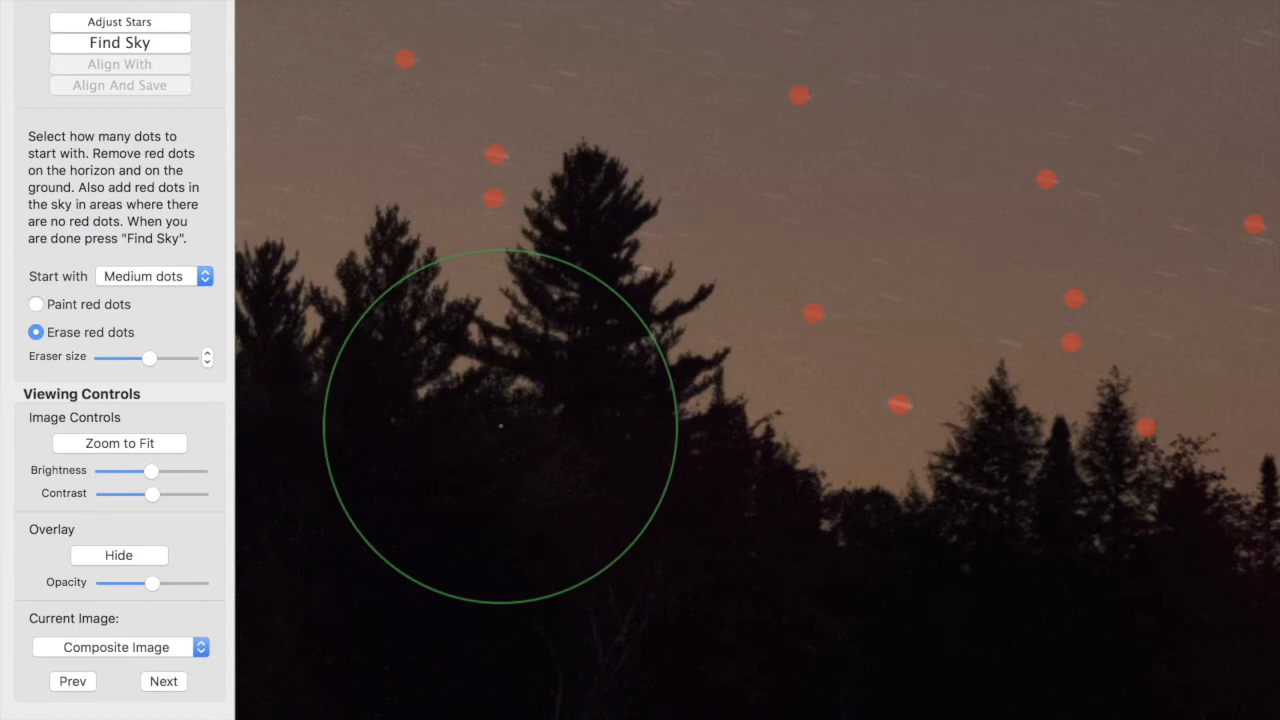 Adjust Stars
Find Sky
Align With
Align And Save
Select how many dots to
start with. Remove red dots
on the horizon and on the
ground. Also add red dots in
the sky in areas where there
are no red dots. When you
are done press "Find Sky".
Start with Medium dots
Paint red dots
Erase red dots
Eraser size
Viewing Controls
Image Controls
Zoom to Fit
Brightness
Contrast
Overlay
Hide
Opacity
Current Image:
Composite Image
Prev Next